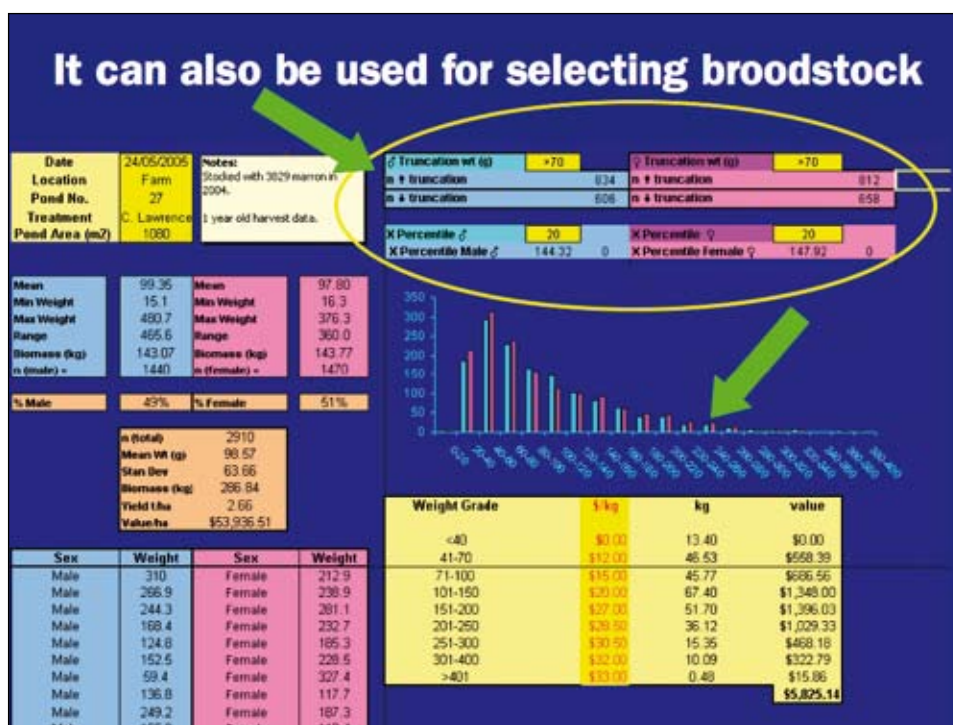 It can also be used for selecting broodstock
Date 24/05/2005
Location Farm
Pond No. 27
Treatment C. Lawrence
Pond Area (m2) 1080
Notes:
Stocked with 3829 marron in
2004.
1 year old harvest data.
♂ Truncation wt (g) >70 ♀ Truncation wt (g) >70
n ↑ truncation 834 n ↑ truncation 812
n ↓ truncation 606 n ↓ truncation 658
X Percentile ♂ 20 X Percentile ♀ 20
X Percentile Male ♂ 144.32 0 X Percentile Female ♀ 147.92 0
Mean 99.35 Mean 97.80
Min Weight 15.1 Min Weight 16.3
Max Weight 480.7 Max Weight 376.3
Range 465.6 Range 360.0
Biomass (kg) 143.07 Biomass (kg) 143.77
n (male) = 1440 n (female) = 1470
% Male 49% % Female 51%
350
300
250
200
150
100
50
0
n (total) 2910
Mean Wt (g) 98.57
Stan Dev 63.66
Biomass (kg) 286.84
Yield t/ha 2.66
Value/ha $53,936.51
Weight Grade $/kg kg value
<40 $0.00 13.40 $0.00
41-70 $12.00 46.53 $558.39
71-100 $15.00 45.77 $686.56
101-150 $20.00 67.40 $1,348.00
151-200 $27.00 51.70 $1,396.03
201-250 $28.50 36.12 $1,029.33
251-300 $30.50 15.35 $468.18
301-400 $32.00 10.09 $322.79
>401 $33.00 0.48 $15.86
$5,825.14
Sex Weight Sex Weight
Male 310 Female 212.9
Male 266.9 Female 238.9
Male 244.3 Female 281.1
Male 168.4 Female 232.7
Male 124.8 Female 185.3
Male 152.5 Female 228.5
Male 59.4 Female 327.4
Male 136.8 Female 117.7
Male 249.2 Female 187.3